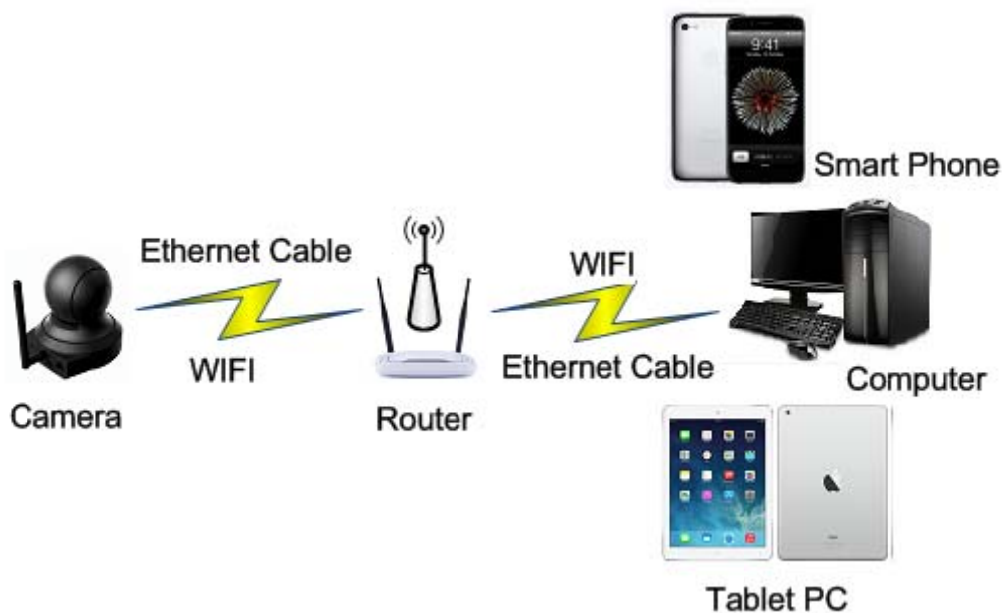 9:41
Smart Phone
Ethernet Cable
WIFI
WIFI
Ethernet Cable
Camera
Router
Computer
Tablet PC